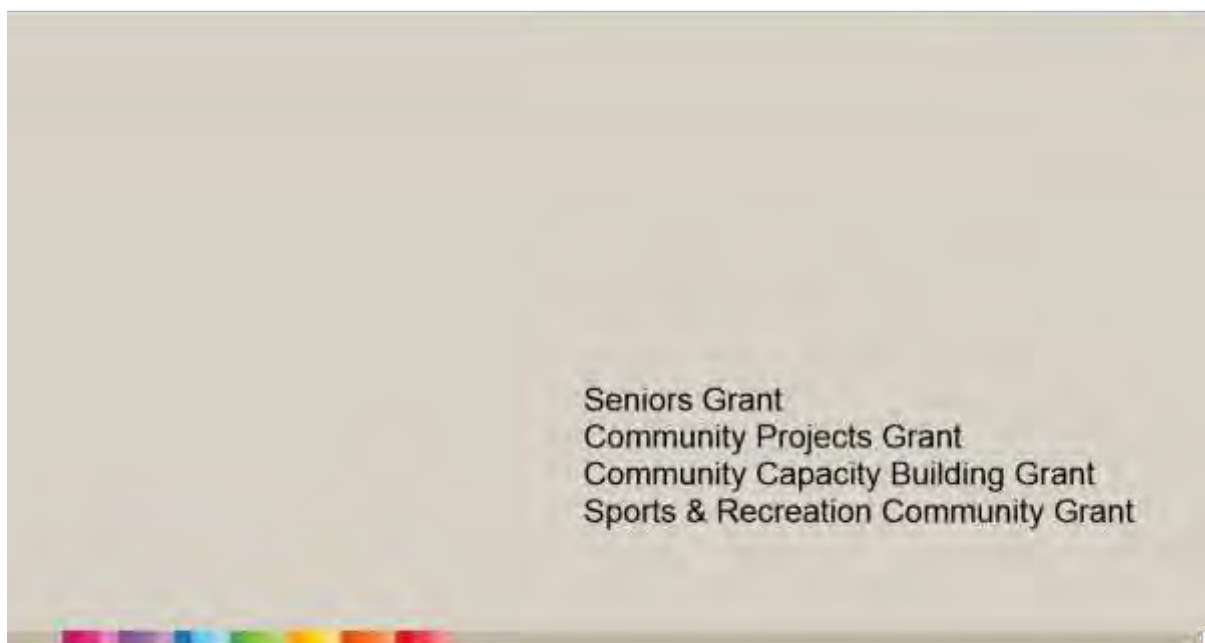 Seniors Grant
Community Projects Grant
Community Capacity Building Grant
Sports & Recreation Community Grant